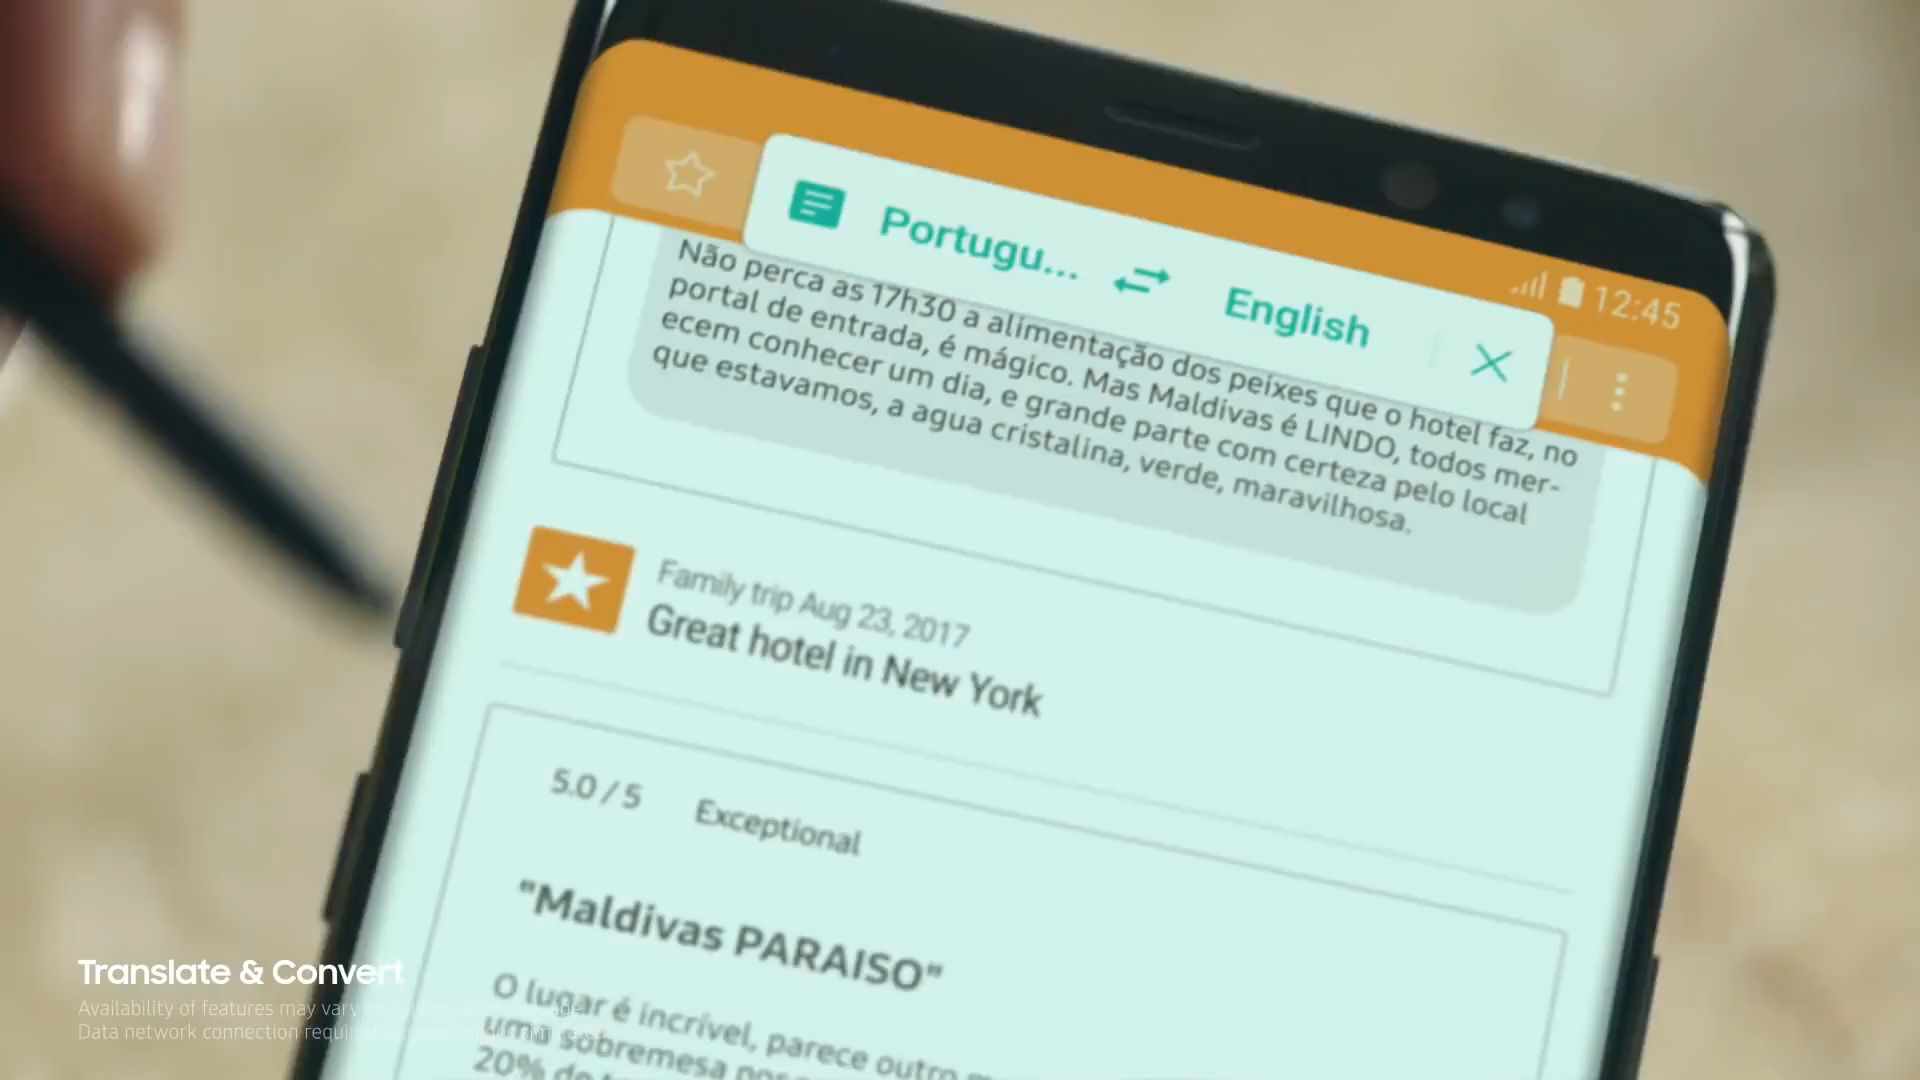 12:45
Portugu...
English
Não perca as 17h30 a alimentação dos peixes que o hotel faz, no
portal de entrada, é mágico. Mas Maldivas é LINDO, todos mer-
ecem conhecer um dia, e grande parte com certeza pelo local
que estavamos, a agua cristalina, verde, maravilhosa.
Family trip Aug 23, 2017
Great hotel in New York
5.0 / 5 Exceptional
"Maldivas PARAISO"
O lugar é incrível, parece outro
uma sobremesa
20%
Translate & Convert
Availability of features may vary
Data network connection